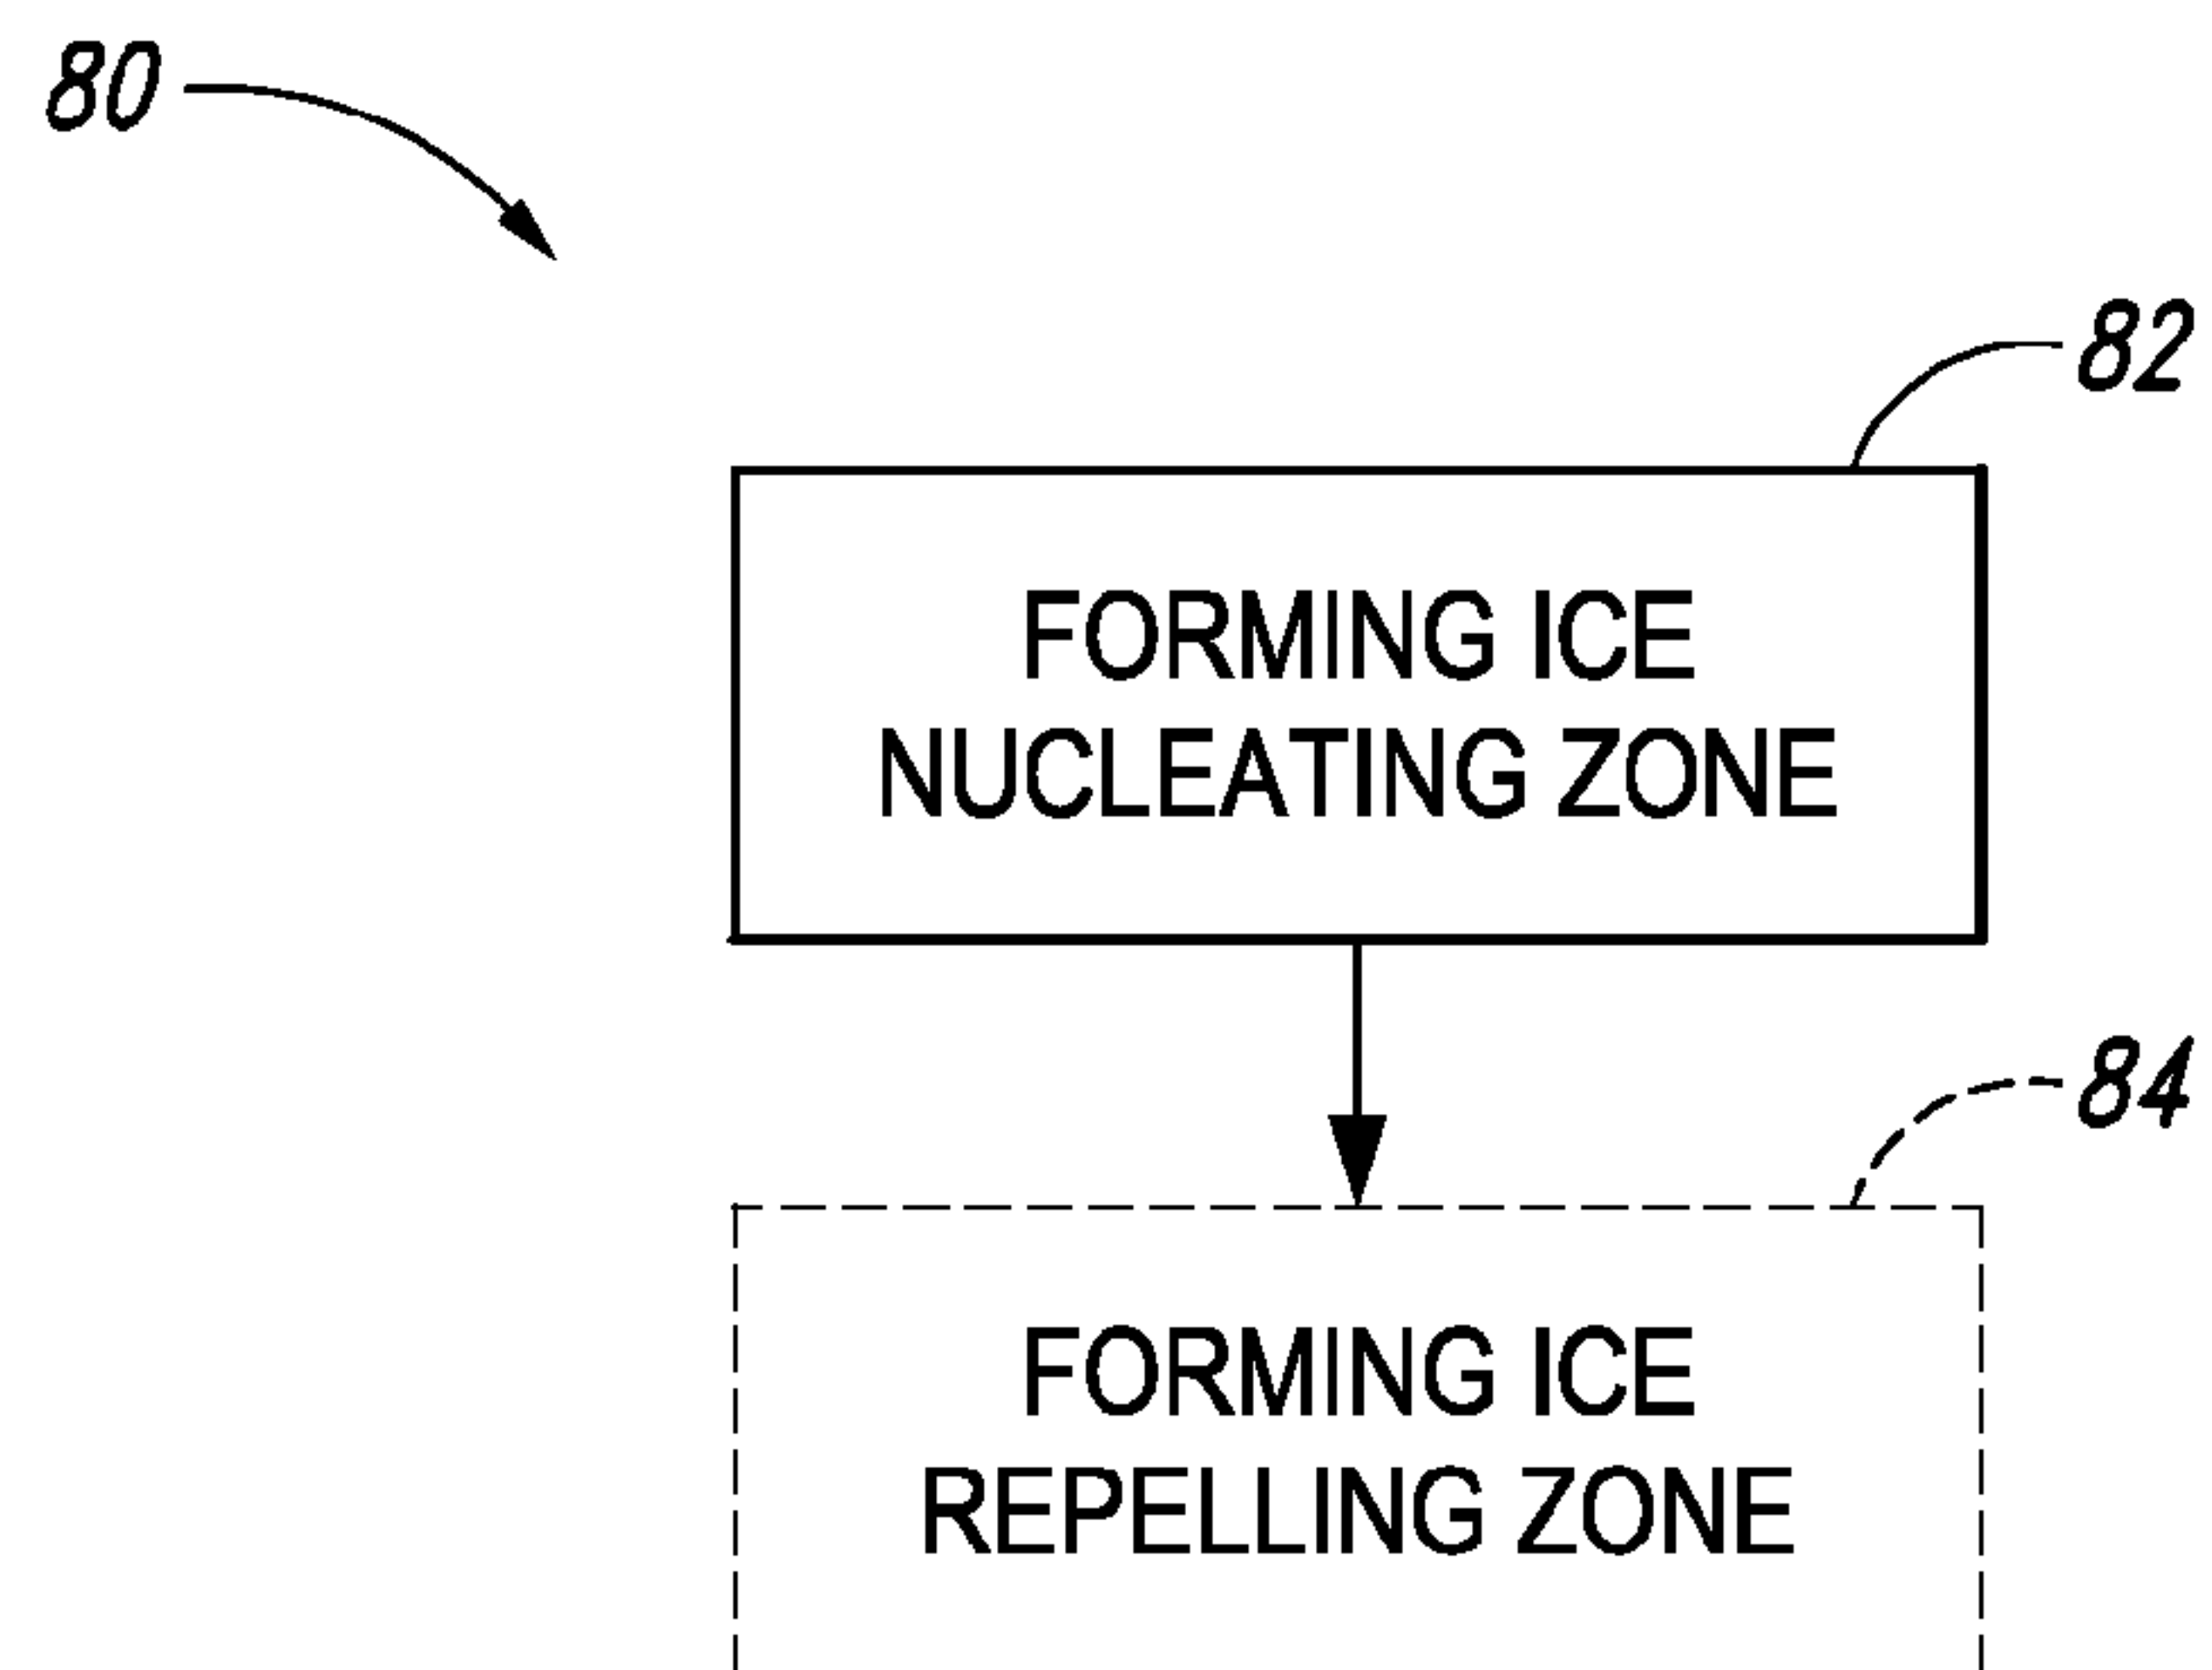 80
82
FORMING ICE
NUCLEATING ZONE
84
FORMING ICE
REPELLING ZONE